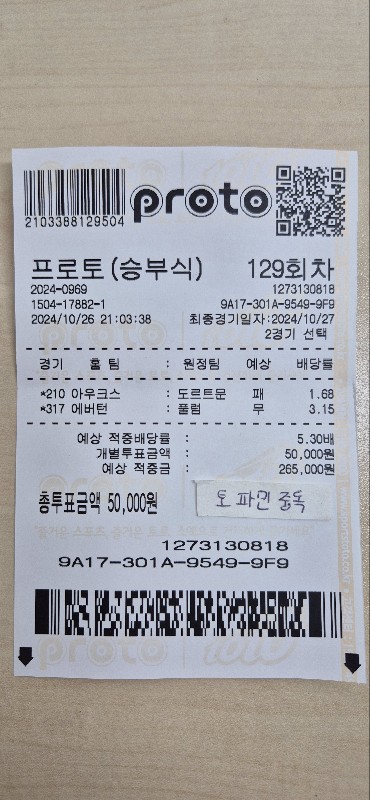 2103388129504
proto
프로토(승부식) 129회차
2024-0969 1273130818
1504-17882-1 9A17-301A-9549-9F9
2024/10/26 21:03:38 최종경기일자:2024/10/27
2경기 선택
경기 홈 팀 : 원정팀 예상 배당률
*210 아우크스 : 도르트문 패 1.68
*317 에버턴 : 풀럼 무 3.15
예상 적중배당률 : 5.30배
개별투표금액 : 50,000원
예상 적중금 : 265,000원
총투표금액 50,000원
토파민중독
1273130818
9A17-301A-9549-9F9
proto